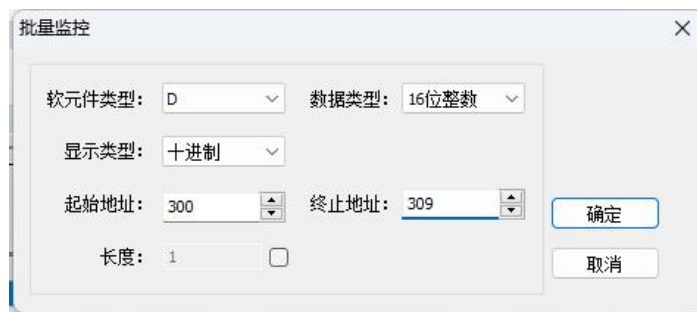 批量监控
软元件类型： D 数据类型： 16位整数
显示类型： 十进制
起始地址： 300 终止地址： 309
确定
长度： 1
取消